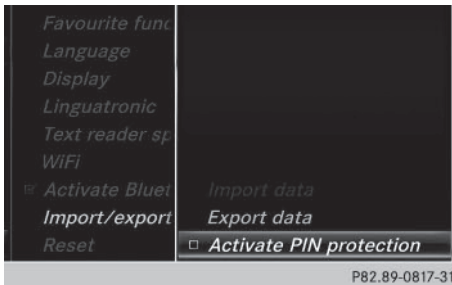 Favourite func
Language
Display
Linguatronic
Text reader sp
WiFi
Activate Bluet
Import/export
Reset
Import data
Export data
Activate PIN protection
P82.89-0817-31